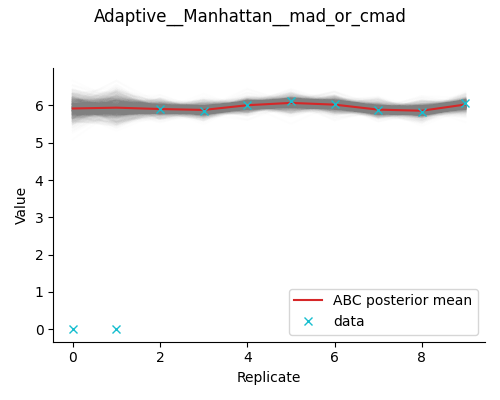 Adaptive__Manhattan__mad_or_cmad
6
5
4
3
2
1
0
Value
ABC posterior mean
data
0 2 4 6 8
Replicate